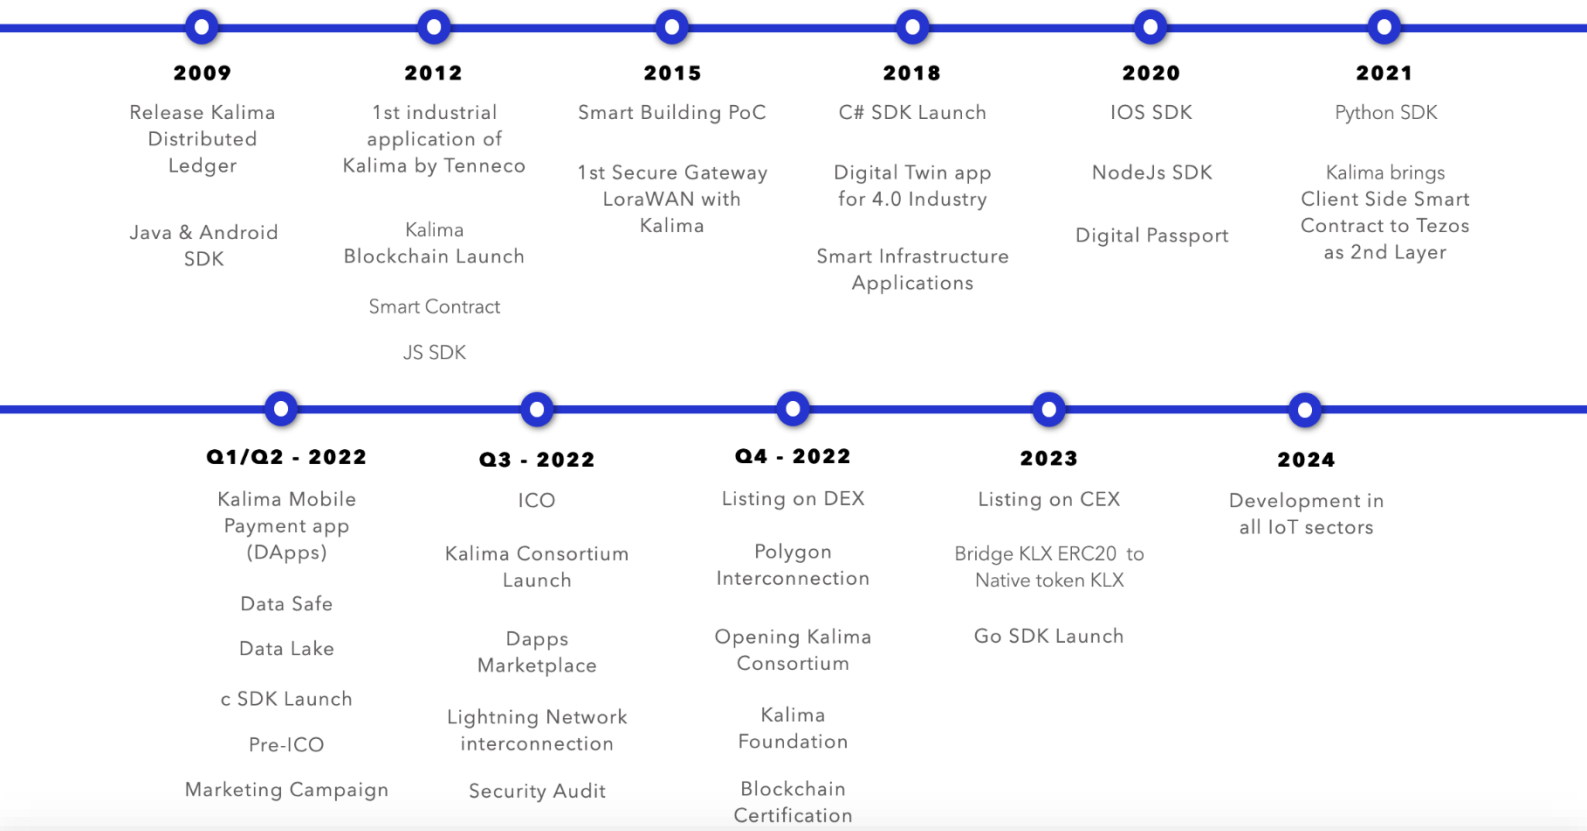 2009
Release Kalima
Distributed
Ledger
Java & Android
SDK
2012
1st industrial
application of
Kalima by Tenneco
Kalima
Blockchain Launch
Smart Contract
JS SDK
2015
Smart Building PoC
1st Secure Gateway
LoraWAN with
Kalima
2018
C# SDK Launch
Digital Twin app
for 4.0 Industry
Smart Infrastructure
Applications
2020
IOS SDK
NodeJs SDK
Digital Passport
2021
Python SDK
Kalima brings
Client Side Smart
Contract to Tezos
as 2nd Layer
Q1/Q2 - 2022
Kalima Mobile
Payment app
(DApps)
Data Safe
Data Lake
c SDK Launch
Pre-ICO
Marketing Campaign
Q3 - 2022
ICO
Kalima Consortium
Launch
Dapps
Marketplace
Lightning Network
interconnection
Security Audit
Q4 - 2022
Listing on DEX
Polygon
Interconnection
Opening Kalima
Consortium
Kalima
Foundation
Blockchain
Certification
2023
Listing on CEX
Bridge KLX ERC20 to
Native token KLX
Go SDK Launch
2024
Development in
all IoT sectors